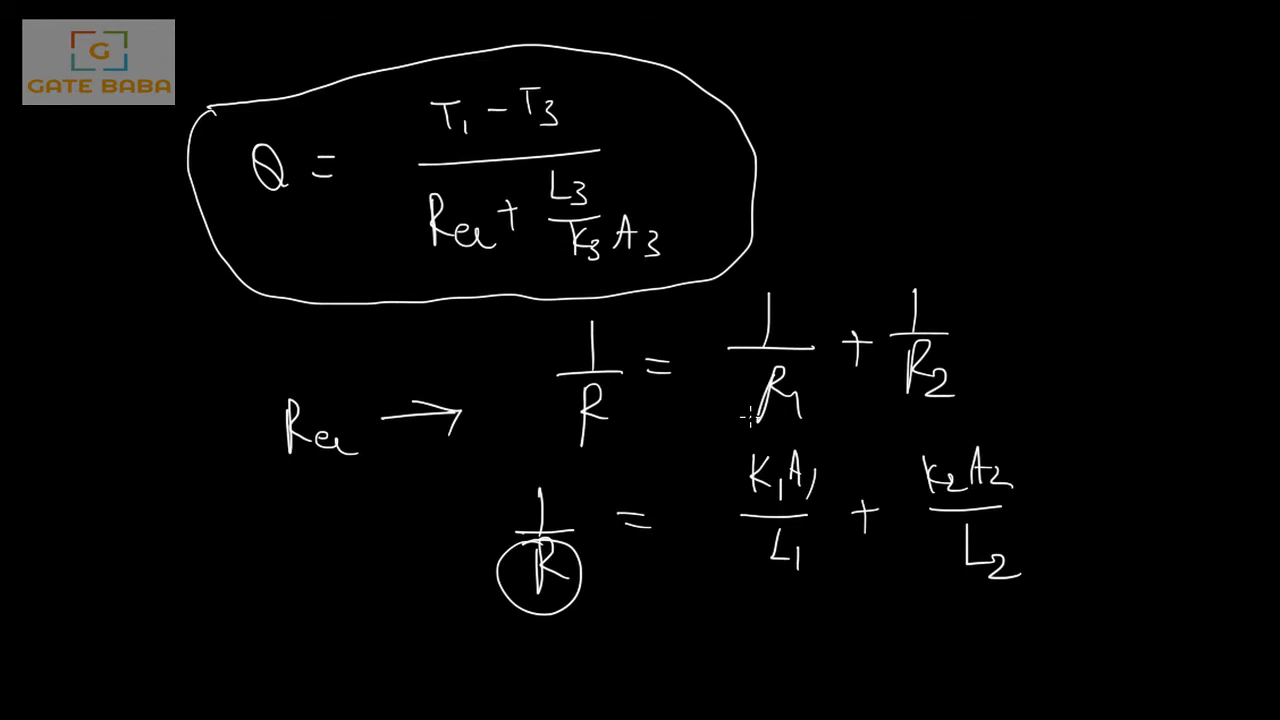 G
GATE BABA
Q = (T₁ - T₃) / (Rₑq + L₃/(K₃A₃))
1/R = 1/R₁ + 1/R₂
Req →
1/R = K₁A₁/L₁ + K₂A₂/L₂